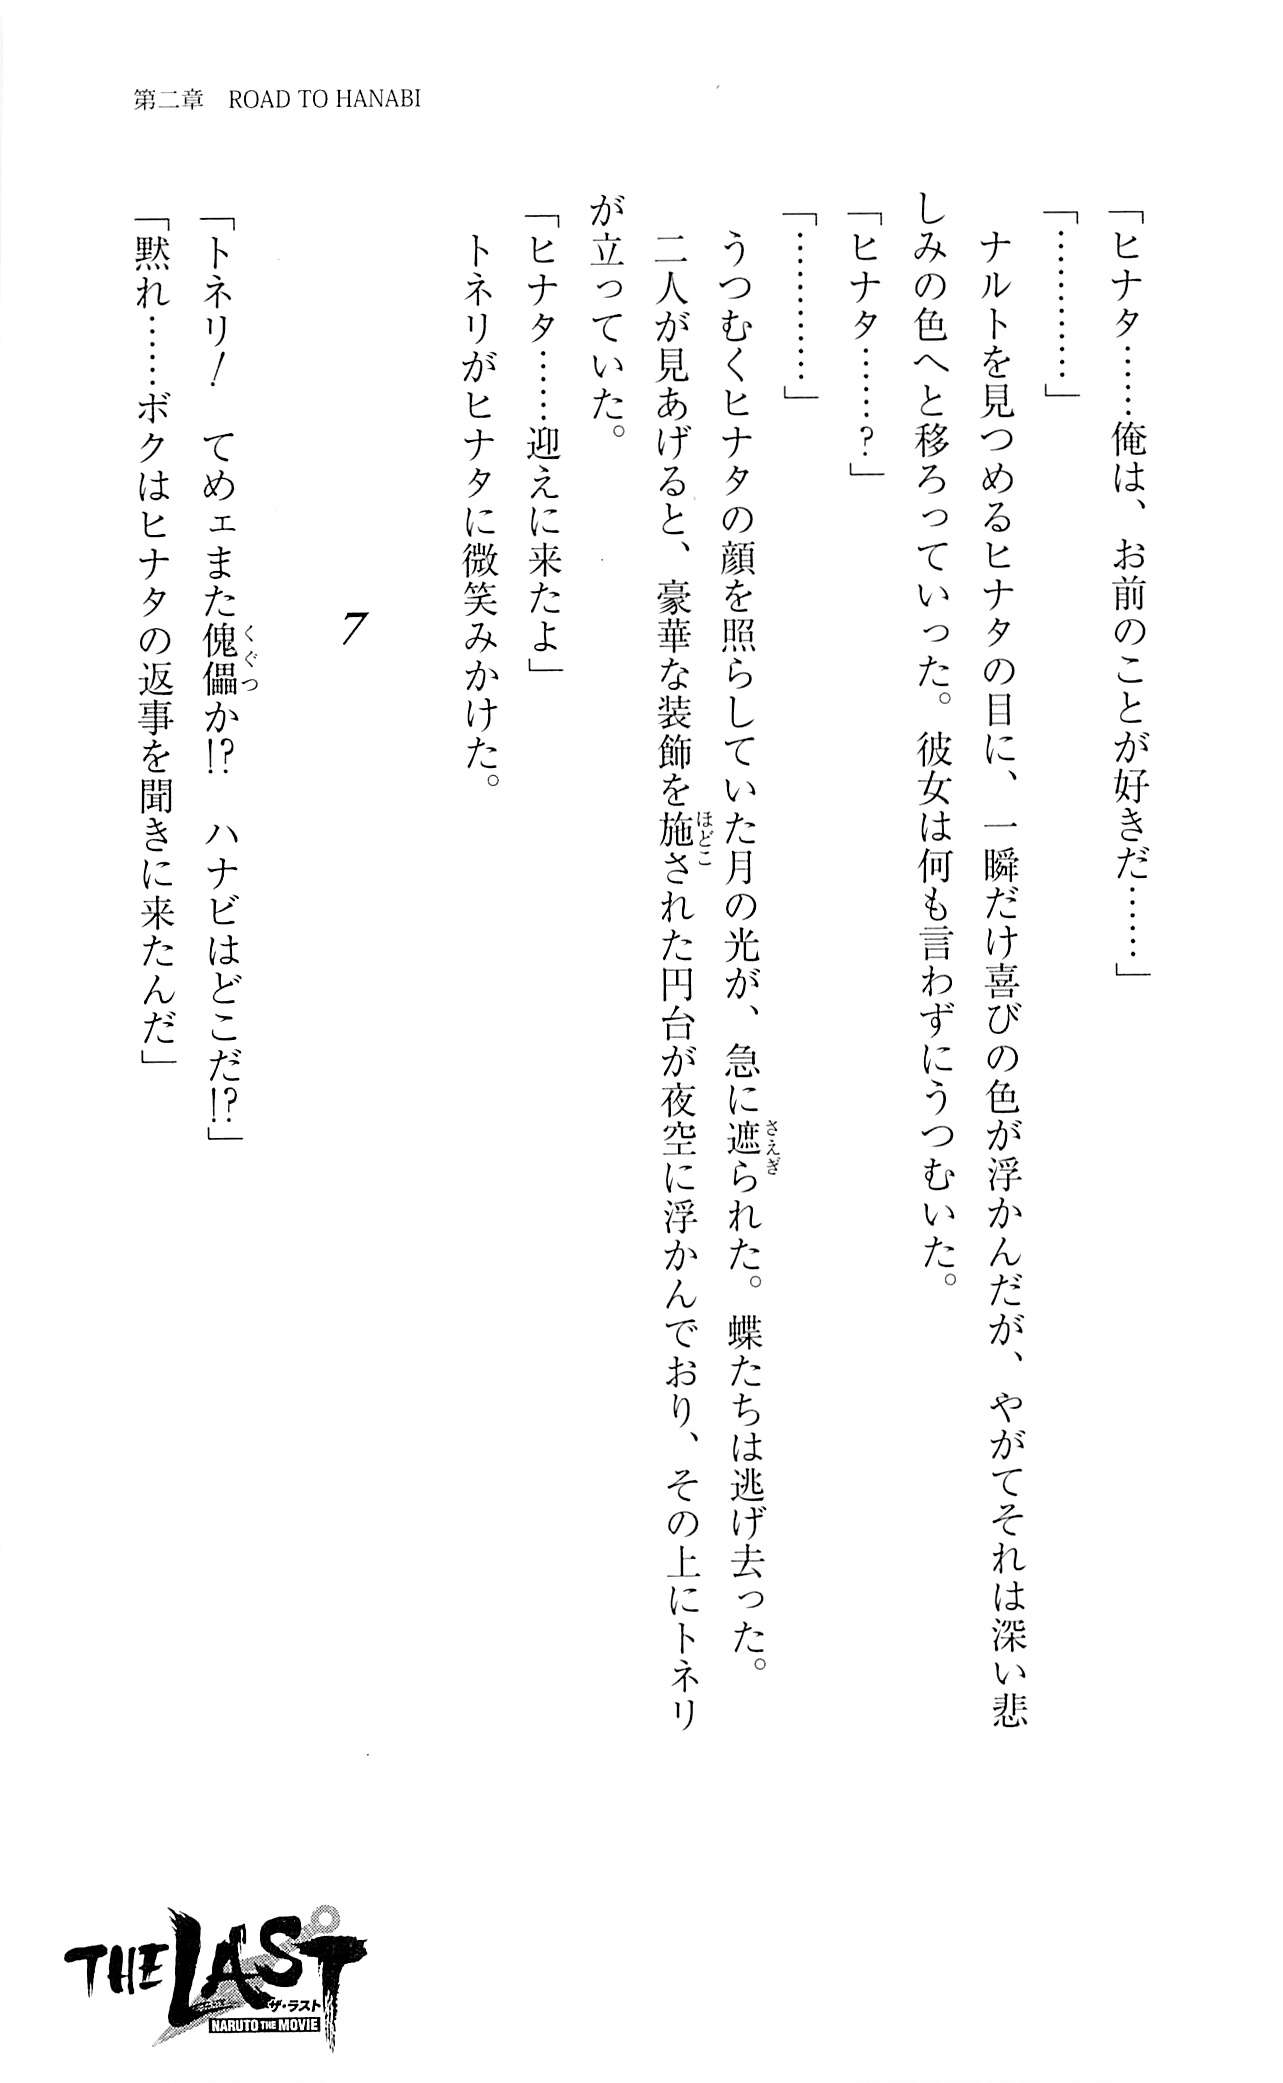 第二章　ROAD TO HANABI
「ヒナタ……俺は、お前のことが好きだ……」
「…………」
ナルトを見つめるヒナタの目に、一瞬だけ喜びの色が浮かんだが、やがてそれは深い悲
しみの色へと移ろっていった。彼女は何も言わずにうつむいた。
「ヒナタ……？」
「…………」
うつむくヒナタの顔を照らしていた月の光が、急に遮られた。蝶たちは逃げ去った。
二人が見あげると、豪華な装飾を施された円台が夜空に浮かんでおり、その上にトネリ
が立っていた。
「ヒナタ……迎えに来たよ」
トネリがヒナタに微笑みかけた。
7
「トネリ！　てめェまた傀儡か!?　ハナビはどこだ!?」
「黙れ……ボクはヒナタの返事を聞きに来たんだ」
さえぎ
ほどこ
くぐつ
THE LAST
ザ・ラスト
NARUTO THE MOVIE